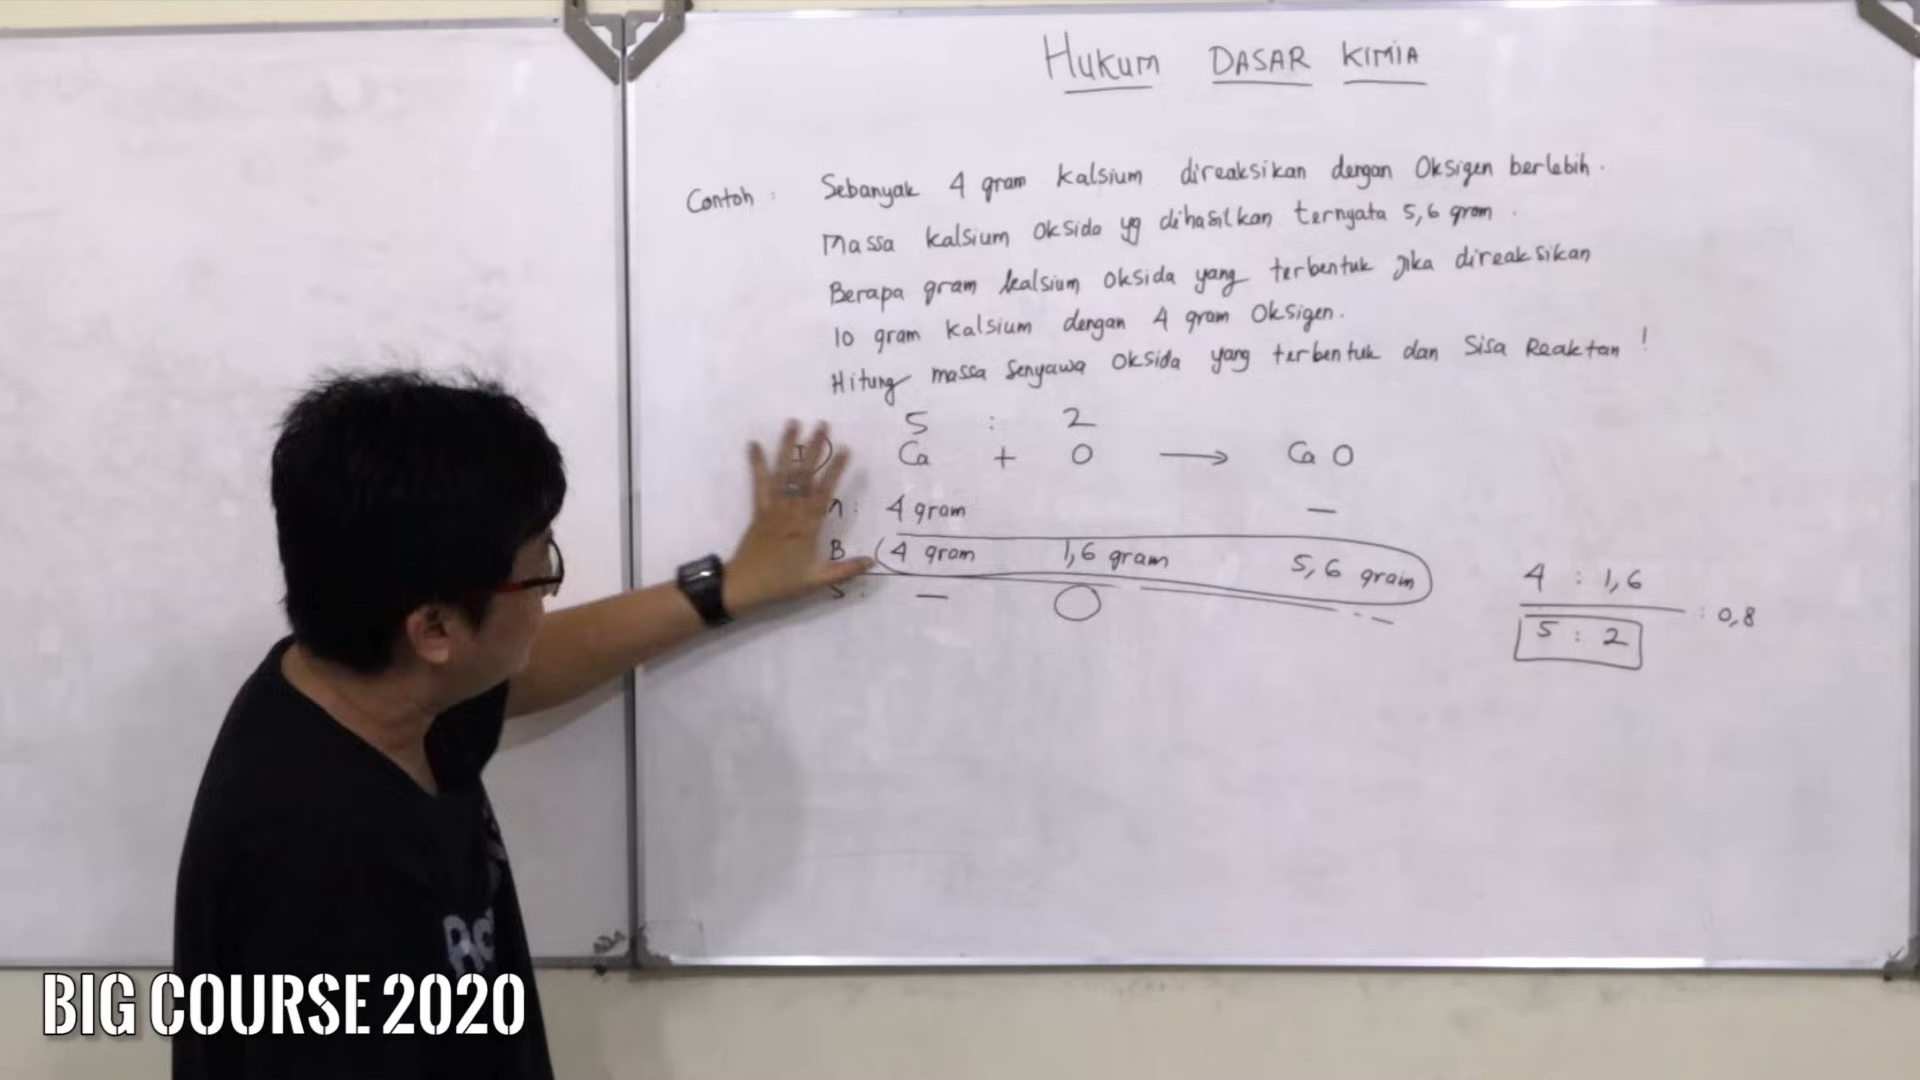 HUKUM DASAR KIMIA
Contoh : Sebanyak 4 gram kalsium direaksikan dengan Oksigen berlebih.
Massa kalsium oksida yg dihasilkan ternyata 5,6 gram.
Berapa gram kalsium oksida yang terbentuk jika direaksikan
10 gram kalsium dengan 4 gram Oksigen.
Hitung massa senyawa oksida yang terbentuk dan sisa Reaktan !
5 : 2
Ca + O → CaO
4 gram —
B (4 gram 1,6 gram 5,6 gram)
S : —
4 : 1,6
5 : 2 : 0,8
BIG COURSE 2020